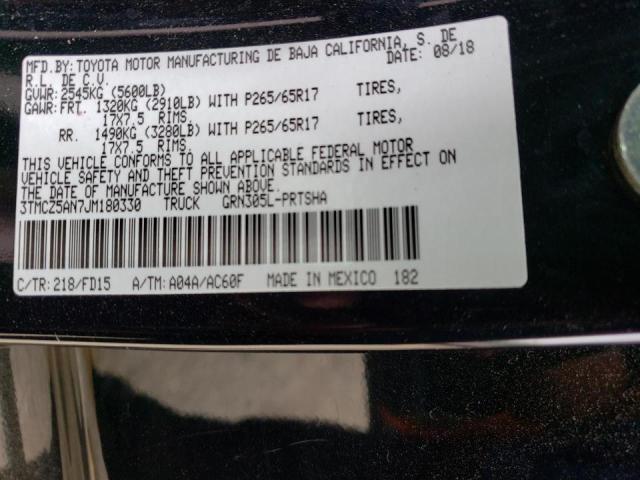 MFD.BY:TOYOTA MOTOR MANUFACTURING DE BAJA CALIFORNIA, S. DE
R.L. DE C.V. DATE: 08/18
GVWR:2545KG (5600LB)
GAWR:FRT. 1320KG (2910LB) WITH P265/65R17 TIRES,
17X7.5 RIMS,
RR. 1490KG (3280LB) WITH P265/65R17 TIRES,
17X7.5 RIMS,
THIS VEHICLE CONFORMS TO ALL APPLICABLE FEDERAL MOTOR
VEHICLE SAFETY AND THEFT PREVENTION STANDARDS IN EFFECT ON
THE DATE OF MANUFACTURE SHOWN ABOVE.
3TMCZ5AN7JM180330 TRUCK GRN305L-PRTSHA
C/TR:218/FD15 A/TM:A04A/AC60F MADE IN MEXICO 182